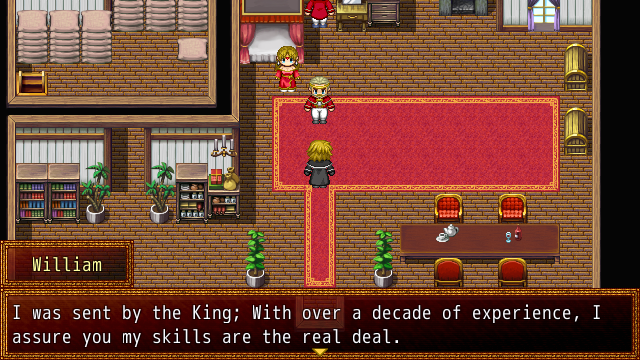 William
I was sent by the King; With over a decade of experience, I
assure you my skills are the real deal.